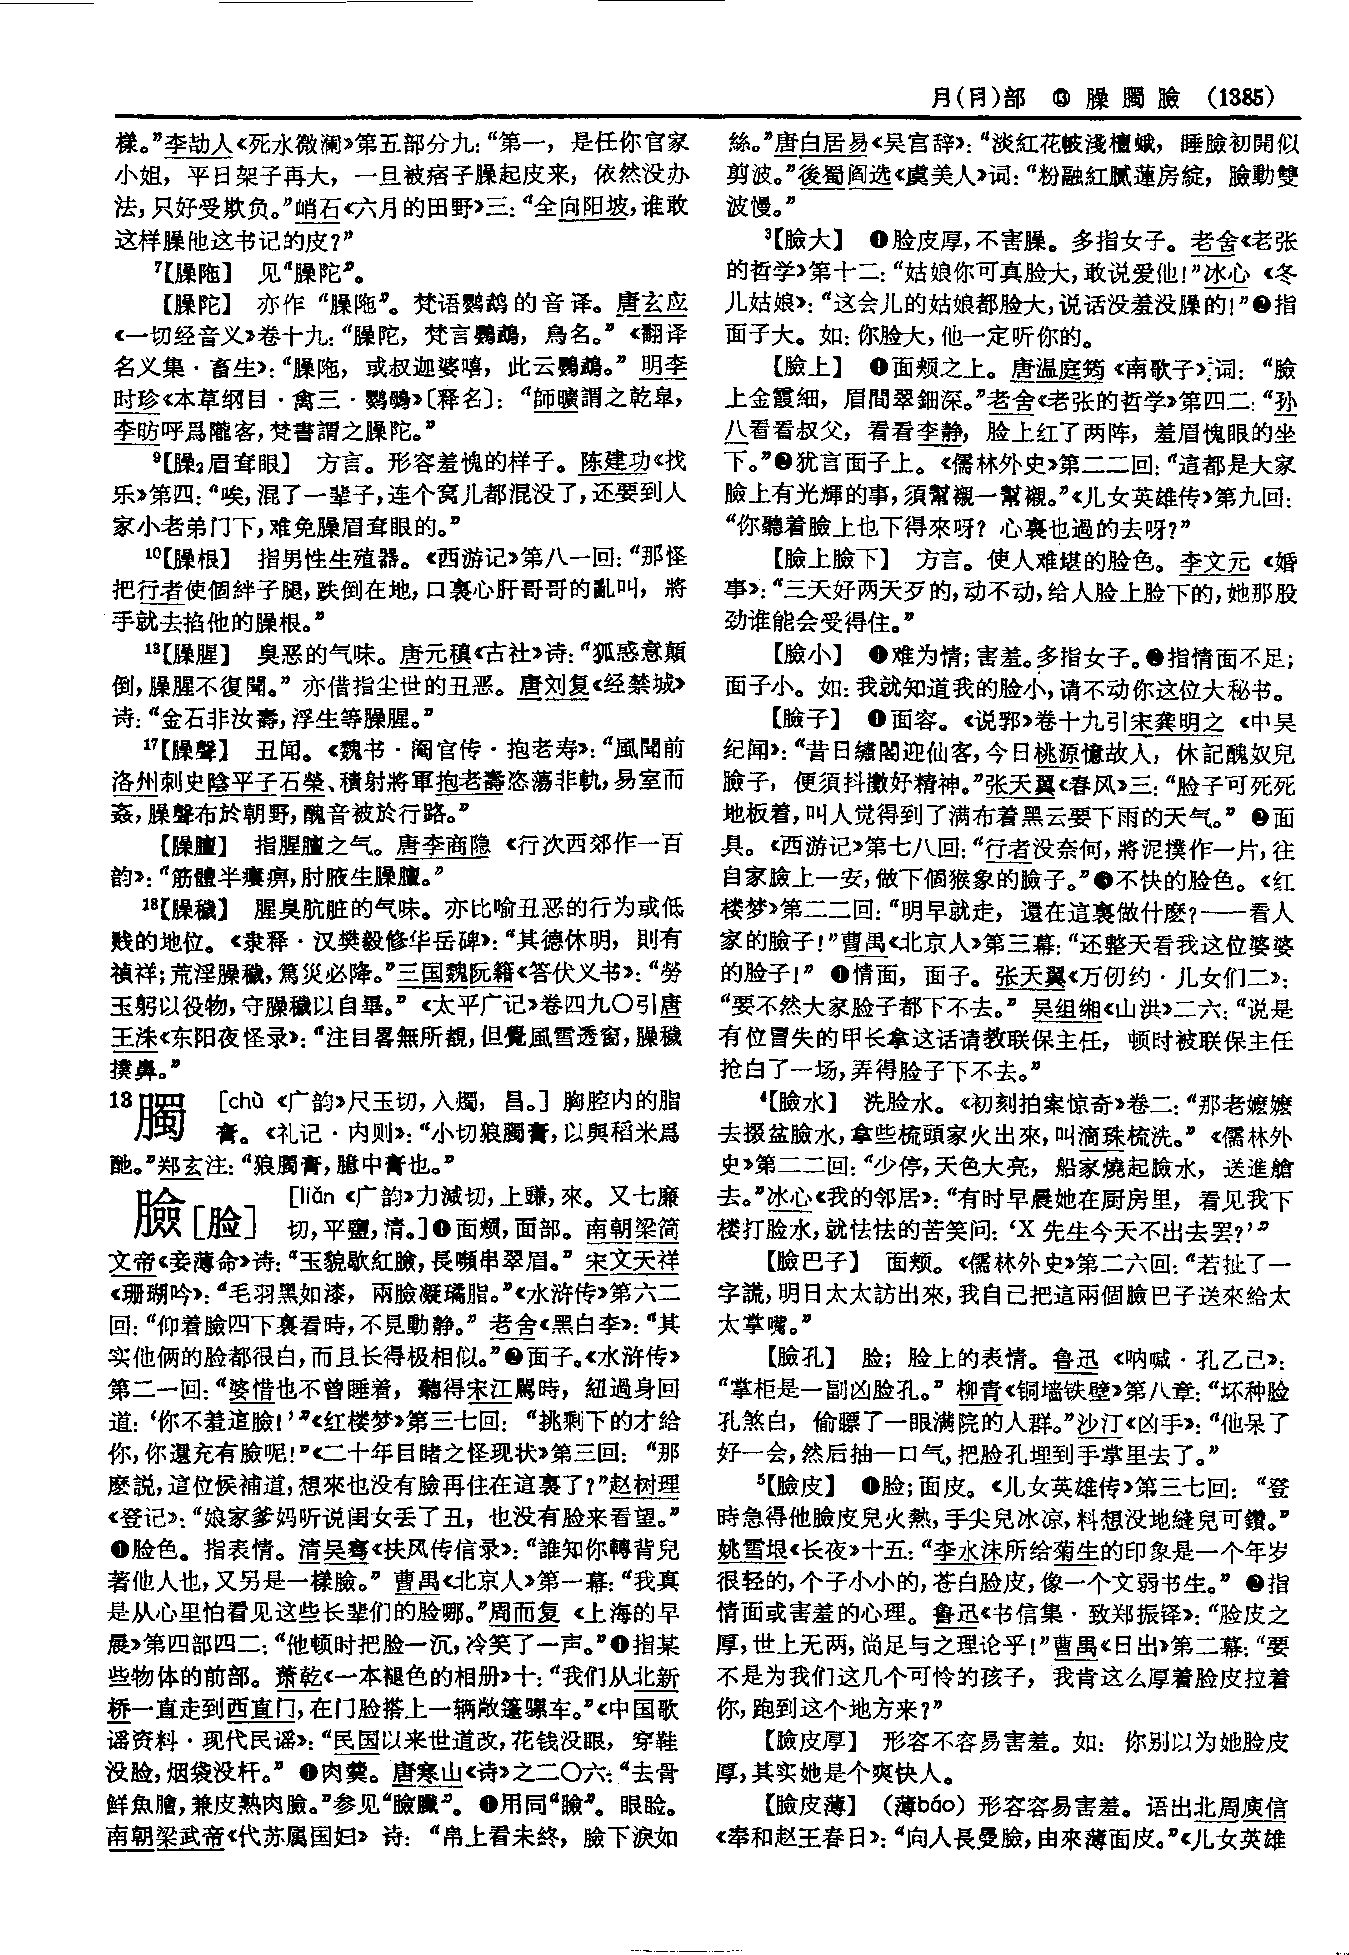 月(⺼)部 ⓭ 臊臅臉 (1385)
樣。”李劼人《死水微澜》第五部分九：“第一，是任你官家
小姐，平日架子再大，一旦被痞子臊起皮来，依然没办
法，只好受欺负。”峭石《六月的田野》三：“全向阳坡，谁敢
这样臊他这书记的皮？”
7【臊陁】 见“臊陀”。
【臊陀】 亦作“臊陁”。梵语鹦鹉的音译。唐玄应
《一切经音义》卷十九：“臊陀，梵言鸚鵡，鳥名。”《翻译
名义集·畜生》：“臊陁，或叔迦婆嘻，此云鸚鵡。”明李
时珍《本草纲目·禽三·鹦䳇》〔释名〕：“師曠謂之乾皐，
李昉呼爲隴客，梵書謂之臊陀。”
9【臊2眉耷眼】 方言。形容羞愧的样子。陈建功《找
乐》第四：“唉，混了一辈子，连个窝儿都混没了，还要到人
家小老弟门下，难免臊眉耷眼的。”
10【臊根】 指男性生殖器。《西游记》第八一回：“那怪
把行者使個絆子腿，跌倒在地，口裏心肝哥哥的亂叫，將
手就去掐他的臊根。”
13【臊腥】 臭恶的气味。唐元稹《古社》诗：“狐惑意顛
倒，臊腥不復聞。”亦借指尘世的丑恶。唐刘复《经禁城》
诗：“金石非汝壽，浮生等臊腥。”
17【臊聲】 丑闻。《魏书·阉官传·抱老寿》：“風聞前
洛州刺史陰平子石榮、積射將軍抱老壽恣蕩非軌，易室而
姦，臊聲布於朝野，醜音被於行路。”
【臊膻】 指腥膻之气。唐李商隐《行次西郊作一百
韵》：“筋體半痿痹，肘腋生臊膻。”
18【臊穢】 腥臭肮脏的气味。亦比喻丑恶的行为或低
贱的地位。《隶释·汉樊毅修华岳碑》：“其德休明，則有
禎祥；荒淫臊穢，篤災必降。”三国魏阮籍《答伏义书》：“勞
玉躬以役物，守臊穢以自畢。”《太平广记》卷四九〇引唐
王洙《东阳夜怪录》：“注目畧無所覩，但覺風雪透窗，臊穢
撲鼻。”
13臅 [chù《广韵》尺玉切，入燭，昌。] 胸腔内的脂
膏。《礼记·内则》：“小切狼臅膏，以與稻米爲
酏。”郑玄注：“狼臅膏，臆中膏也。”
臉[脸] [liǎn《广韵》力減切，上豏，來。又七廉
切，平鹽，清。]❶面颊，面部。南朝梁简
文帝《妾薄命》诗：“玉貌歇紅臉，長嚬串翠眉。”宋文天祥
《珊瑚吟》：“毛羽黑如漆，兩臉凝璚脂。”《水浒传》第六二
回：“仰着臉四下裏看時，不見動静。”老舍《黑白李》：“其
实他俩的脸都很白，而且长得极相似。”❷面子。《水浒传》
第二一回：“婆惜也不曾睡着，聽得宋江罵時，紐過身回
道：‘你不羞這臉！’”《红楼梦》第三七回：“挑剩下的才给
你，你還充有臉呢！”《二十年目睹之怪现状》第三回：“那
麽説，這位候補道，想來也没有臉再住在這裏了？”赵树理
《登记》：“娘家爹妈听说闺女丢了丑，也没有脸来看望。”
❸脸色。指表情。清吴骞《扶风传信录》：“誰知你轉背兒
著他人也，又另是一樣臉。”曹禺《北京人》第一幕：“我真
是从心里怕看见这些长辈们的脸哪。”周而复《上海的早
晨》第四部四二：“他顿时把脸一沉，冷笑了一声。”❹指某
些物体的前部。萧乾《一本褪色的相册》十：“我们从北新
桥一直走到西直门，在门脸搭上一辆敞篷骡车。”《中国歌
谣资料·现代民谣》：“民国以来世道改，花钱没眼，穿鞋
没脸，烟袋没杆。”❺肉羹。唐寒山《诗》之二〇六：“去骨
鮮魚膾，兼皮熟肉臉。”参见“臉臟”。❻用同“瞼”。眼睑。
南朝梁武帝《代苏属国妇》诗：“帛上看未終，臉下淚如
絲。”唐白居易《吴宫辞》：“淡紅花帔淺檀蛾，睡臉初開似
剪波。”後蜀阎选《虞美人》词：“粉融紅膩蓮房綻，臉動雙
波慢。”
3【臉大】 ❶脸皮厚，不害臊。多指女子。老舍《老张
的哲学》第十二：“姑娘你可真脸大，敢说爱他！”冰心《冬
儿姑娘》：“这会儿的姑娘都脸大，说话没羞没臊的！”❷指
面子大。如：你脸大，他一定听你的。
【臉上】 ❶面颊之上。唐温庭筠《南歌子》词：“臉
上金霞細，眉間翠鈿深。”老舍《老张的哲学》第四二：“孙
八看看叔父，看看李静，脸上红了两阵，羞眉愧眼的坐
下。”❷犹言面子上。《儒林外史》第二二回：“這都是大家
臉上有光輝的事，須幫襯一幫襯。”《儿女英雄传》第九回：
“你聽着臉上也下得來呀？心裏也過的去呀？”
【臉上臉下】 方言。使人难堪的脸色。李文元《婚
事》：“三天好两天歹的，动不动，给人脸上脸下的，她那股
劲谁能会受得住。”
【臉小】 ❶难为情；害羞。多指女子。❷指情面不足；
面子小。如：我就知道我的脸小，请不动你这位大秘书。
【臉子】 ❶面容。《说郛》卷十九引宋龚明之《中吴
纪闻》：“昔日繡閣迎仙客，今日桃源憶故人，休記醜奴兒
臉子，便須抖擻好精神。”张天翼《春风》三：“脸子可死死
地板着，叫人觉得到了满布着黑云要下雨的天气。”❷面
具。《西游记》第七八回：“行者没奈何，將泥撲作一片，往
自家臉上一安，做下個猴象的臉子。”❸不快的脸色。《红
楼梦》第二二回：“明早就走，還在這裏做什麽？——看人
家的臉子！”曹禺《北京人》第三幕：“还整天看我这位婆婆
的脸子！”❹情面，面子。张天翼《万仞约·儿女们二》：
“要不然大家脸子都下不去。”吴组缃《山洪》二六：“说是
有位冒失的甲长拿这话请教联保主任，顿时被联保主任
抢白了一场，弄得脸子下不去。”
4【臉水】 洗脸水。《初刻拍案惊奇》卷二：“那老嬤嬤
去掇盆臉水，拿些梳頭家火出來，叫滴珠梳洗。”《儒林外
史》第二二回：“少停，天色大亮，船家燒起臉水，送進艙
去。”冰心《我的邻居》：“有时早晨她在厨房里，看见我下
楼打脸水，就怯怯的苦笑问：‘X先生今天不出去罢？’”
【臉巴子】 面颊。《儒林外史》第二六回：“若扯了一
字謊，明日太太訪出來，我自己把這兩個臉巴子送來給太
太掌嘴。”
【臉孔】 脸；脸上的表情。鲁迅《呐喊·孔乙己》：
“掌柜是一副凶脸孔。”柳青《铜墙铁壁》第八章：“坏种脸
孔煞白，偷瞟了一眼满院的人群。”沙汀《凶手》：“他呆了
好一会，然后抽一口气，把脸孔埋到手掌里去了。”
5【臉皮】 ❶脸；面皮。《儿女英雄传》第三七回：“登
時急得他臉皮兒火熱，手尖兒冰凉，料想没地縫兒可鑽。”
姚雪垠《长夜》十五：“李水沫所给菊生的印象是一个年岁
很轻的，个子小小的，苍白脸皮，像一个文弱书生。”❷指
情面或害羞的心理。鲁迅《书信集·致郑振铎》：“脸皮之
厚，世上无两，尚足与之理论乎！”曹禺《日出》第二幕：“要
不是为我们这几个可怜的孩子，我肯这么厚着脸皮拉着
你，跑到这个地方来？”
【臉皮厚】 形容不容易害羞。如：你别以为她脸皮
厚，其实她是个爽快人。
【臉皮薄】 （薄báo）形容容易害羞。语出北周庾信
《奉和赵王春日》：“向人長曼臉，由來薄面皮。”《儿女英雄